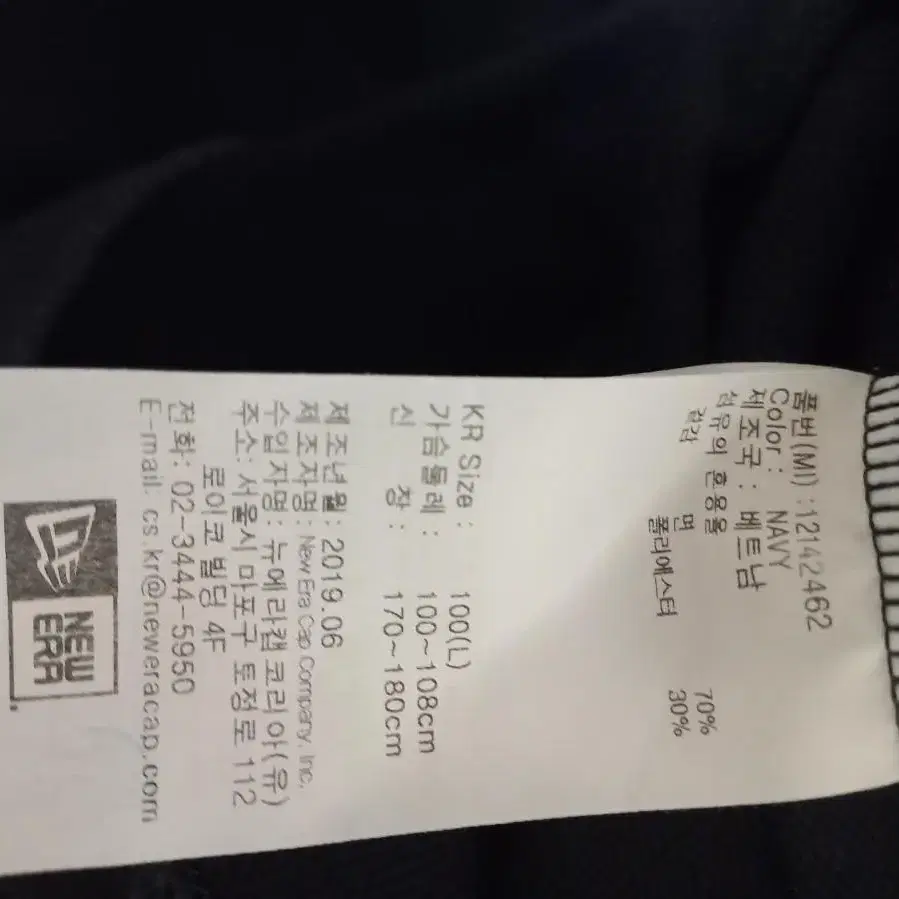 품번(MI) : 12142462
Color : NAVY
제조국 : 베트남
섬유의 혼용율
겉감 면 70%
폴리에스터 30%
KR Size : 100(L)
가슴둘레 : 100~108cm
신 장 : 170~180cm
제조년월 : 2019.06
제조자명 : New Era Cap Company, Inc.
수입자명 : 뉴에라캡코리아(유)
주소: 서울시 마포구 토정로 112
로이코 빌딩 4F
전화: 02-3444-5950
E-mail: cs.kr@neweracap.com
NEW
ERA